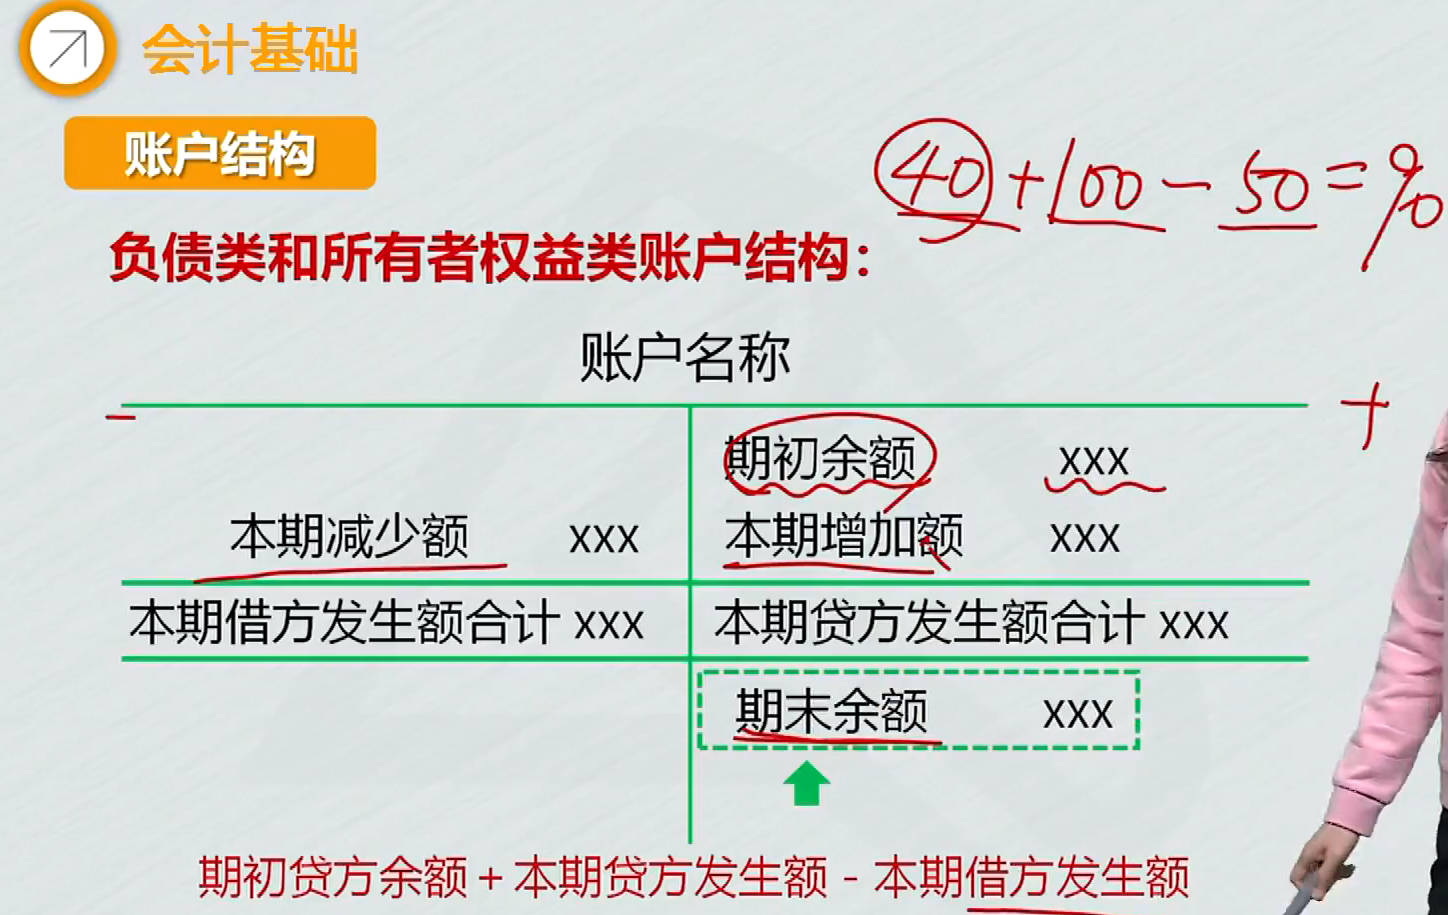 会计基础
账户结构
40+100-50=90
负债类和所有者权益类账户结构：
账户名称
- +
期初余额 xxx
本期减少额 xxx 本期增加额 xxx
本期借方发生额合计 xxx 本期贷方发生额合计 xxx
期末余额 xxx
期初贷方余额+本期贷方发生额-本期借方发生额